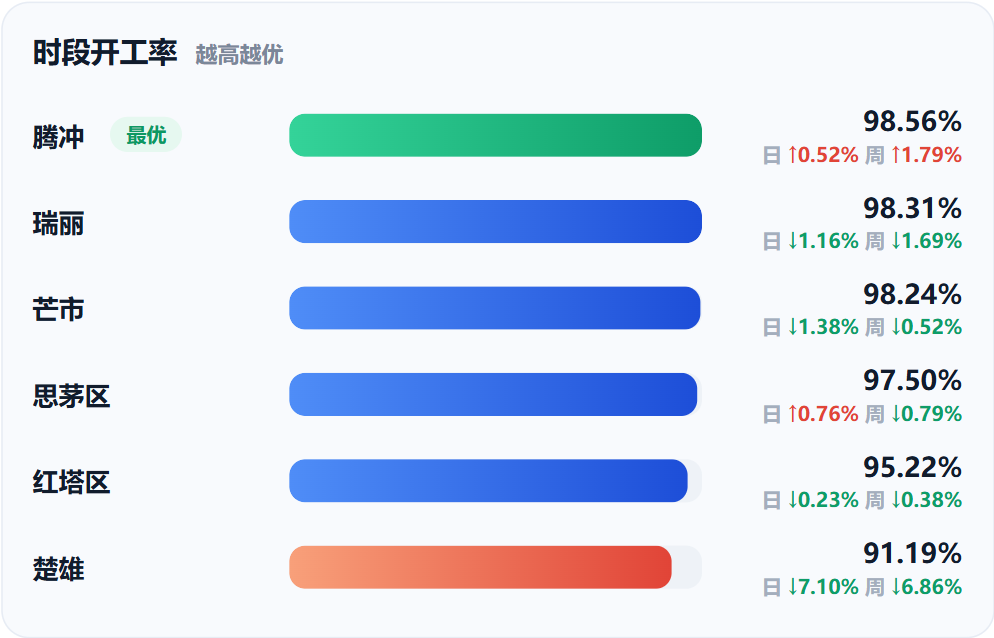 时段开工率 越高越优
腾冲 最优 98.56%
日 ↑0.52% 周 ↑1.79%
瑞丽 98.31%
日 ↓1.16% 周 ↓1.69%
芒市 98.24%
日 ↓1.38% 周 ↓0.52%
思茅区 97.50%
日 ↑0.76% 周 ↓0.79%
红塔区 95.22%
日 ↓0.23% 周 ↓0.38%
楚雄 91.19%
日 ↓7.10% 周 ↓6.86%